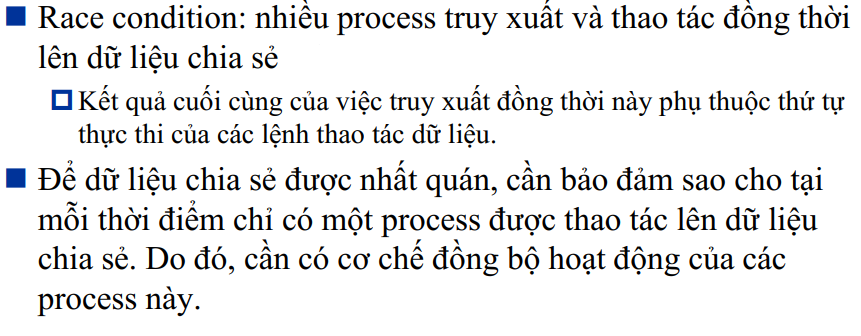 Race condition: nhiều process truy xuất và thao tác đồng thời
lên dữ liệu chia sẻ
Kết quả cuối cùng của việc truy xuất đồng thời này phụ thuộc thứ tự
thực thi của các lệnh thao tác dữ liệu.
Để dữ liệu chia sẻ được nhất quán, cần bảo đảm sao cho tại
mỗi thời điểm chỉ có một process được thao tác lên dữ liệu
chia sẻ. Do đó, cần có cơ chế đồng bộ hoạt động của các
process này.